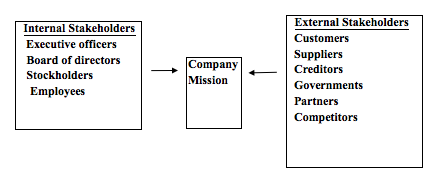 Internal Stakeholders
Executive officers
Board of directors
Stockholders
Employees
Company
Mission
External Stakeholders
Customers
Suppliers
Creditors
Governments
Partners
Competitors